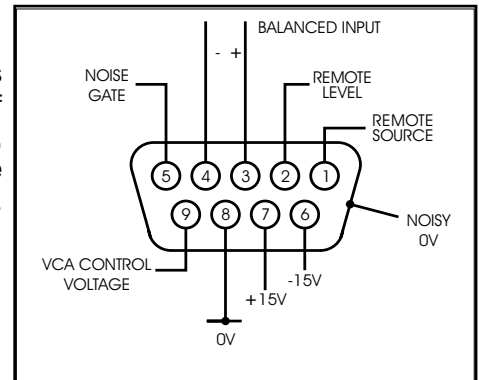 BALANCED INPUT
- +
NOISE
GATE
REMOTE
LEVEL
REMOTE
SOURCE
5 4 3 2 1
9 8 7 6
NOISY
0V
VCA CONTROL
VOLTAGE
-15V
+15V
0V